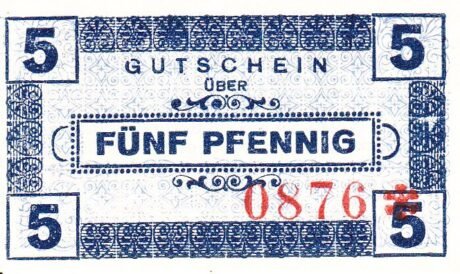 5 5
GUTSCHEIN
ÜBER
FÜNF PFENNIG
0876 *
5 5